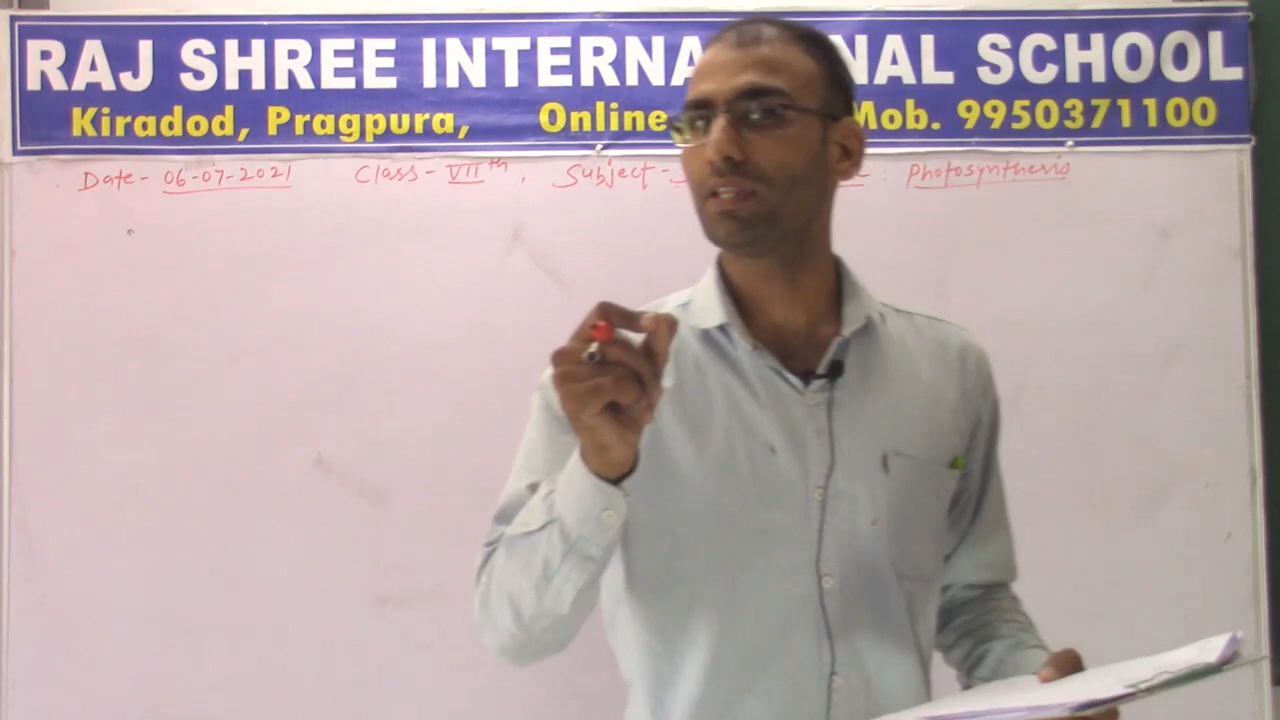 RAJ SHREE INTERNA NAL SCHOOL
Kiradod, Pragpura, Online Mob. 9950371100
Date- 06-07-2021 Class- VIIth, Subject- : Photosynthesis